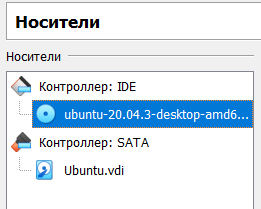 Носители
Носители
Контроллер: IDE
ubuntu-20.04.3-desktop-amd6...
Контроллер: SATA
Ubuntu.vdi